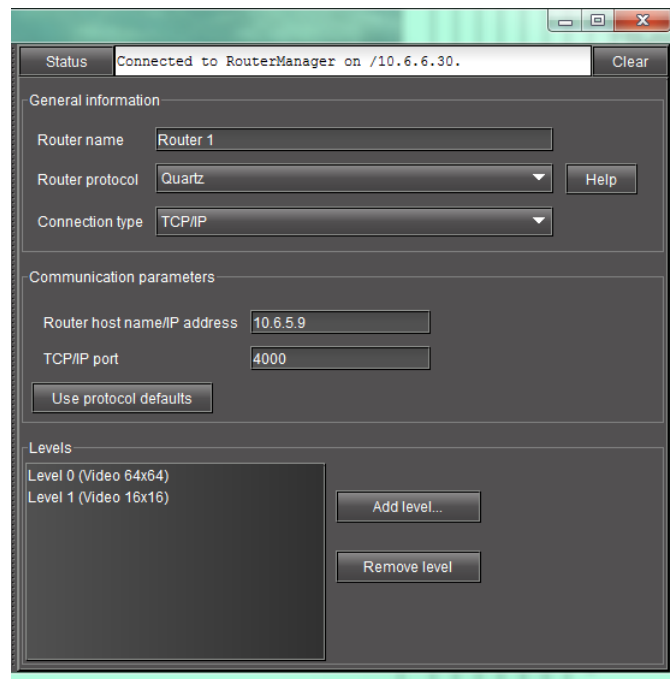 Status Connected to RouterManager on /10.6.6.30. Clear
General information
Router name Router 1
Router protocol Quartz Help
Connection type TCP/IP
Communication parameters
Router host name/IP address 10.6.5.9
TCP/IP port 4000
Use protocol defaults
Levels
Level 0 (Video 64x64)
Level 1 (Video 16x16)
Add level...
Remove level